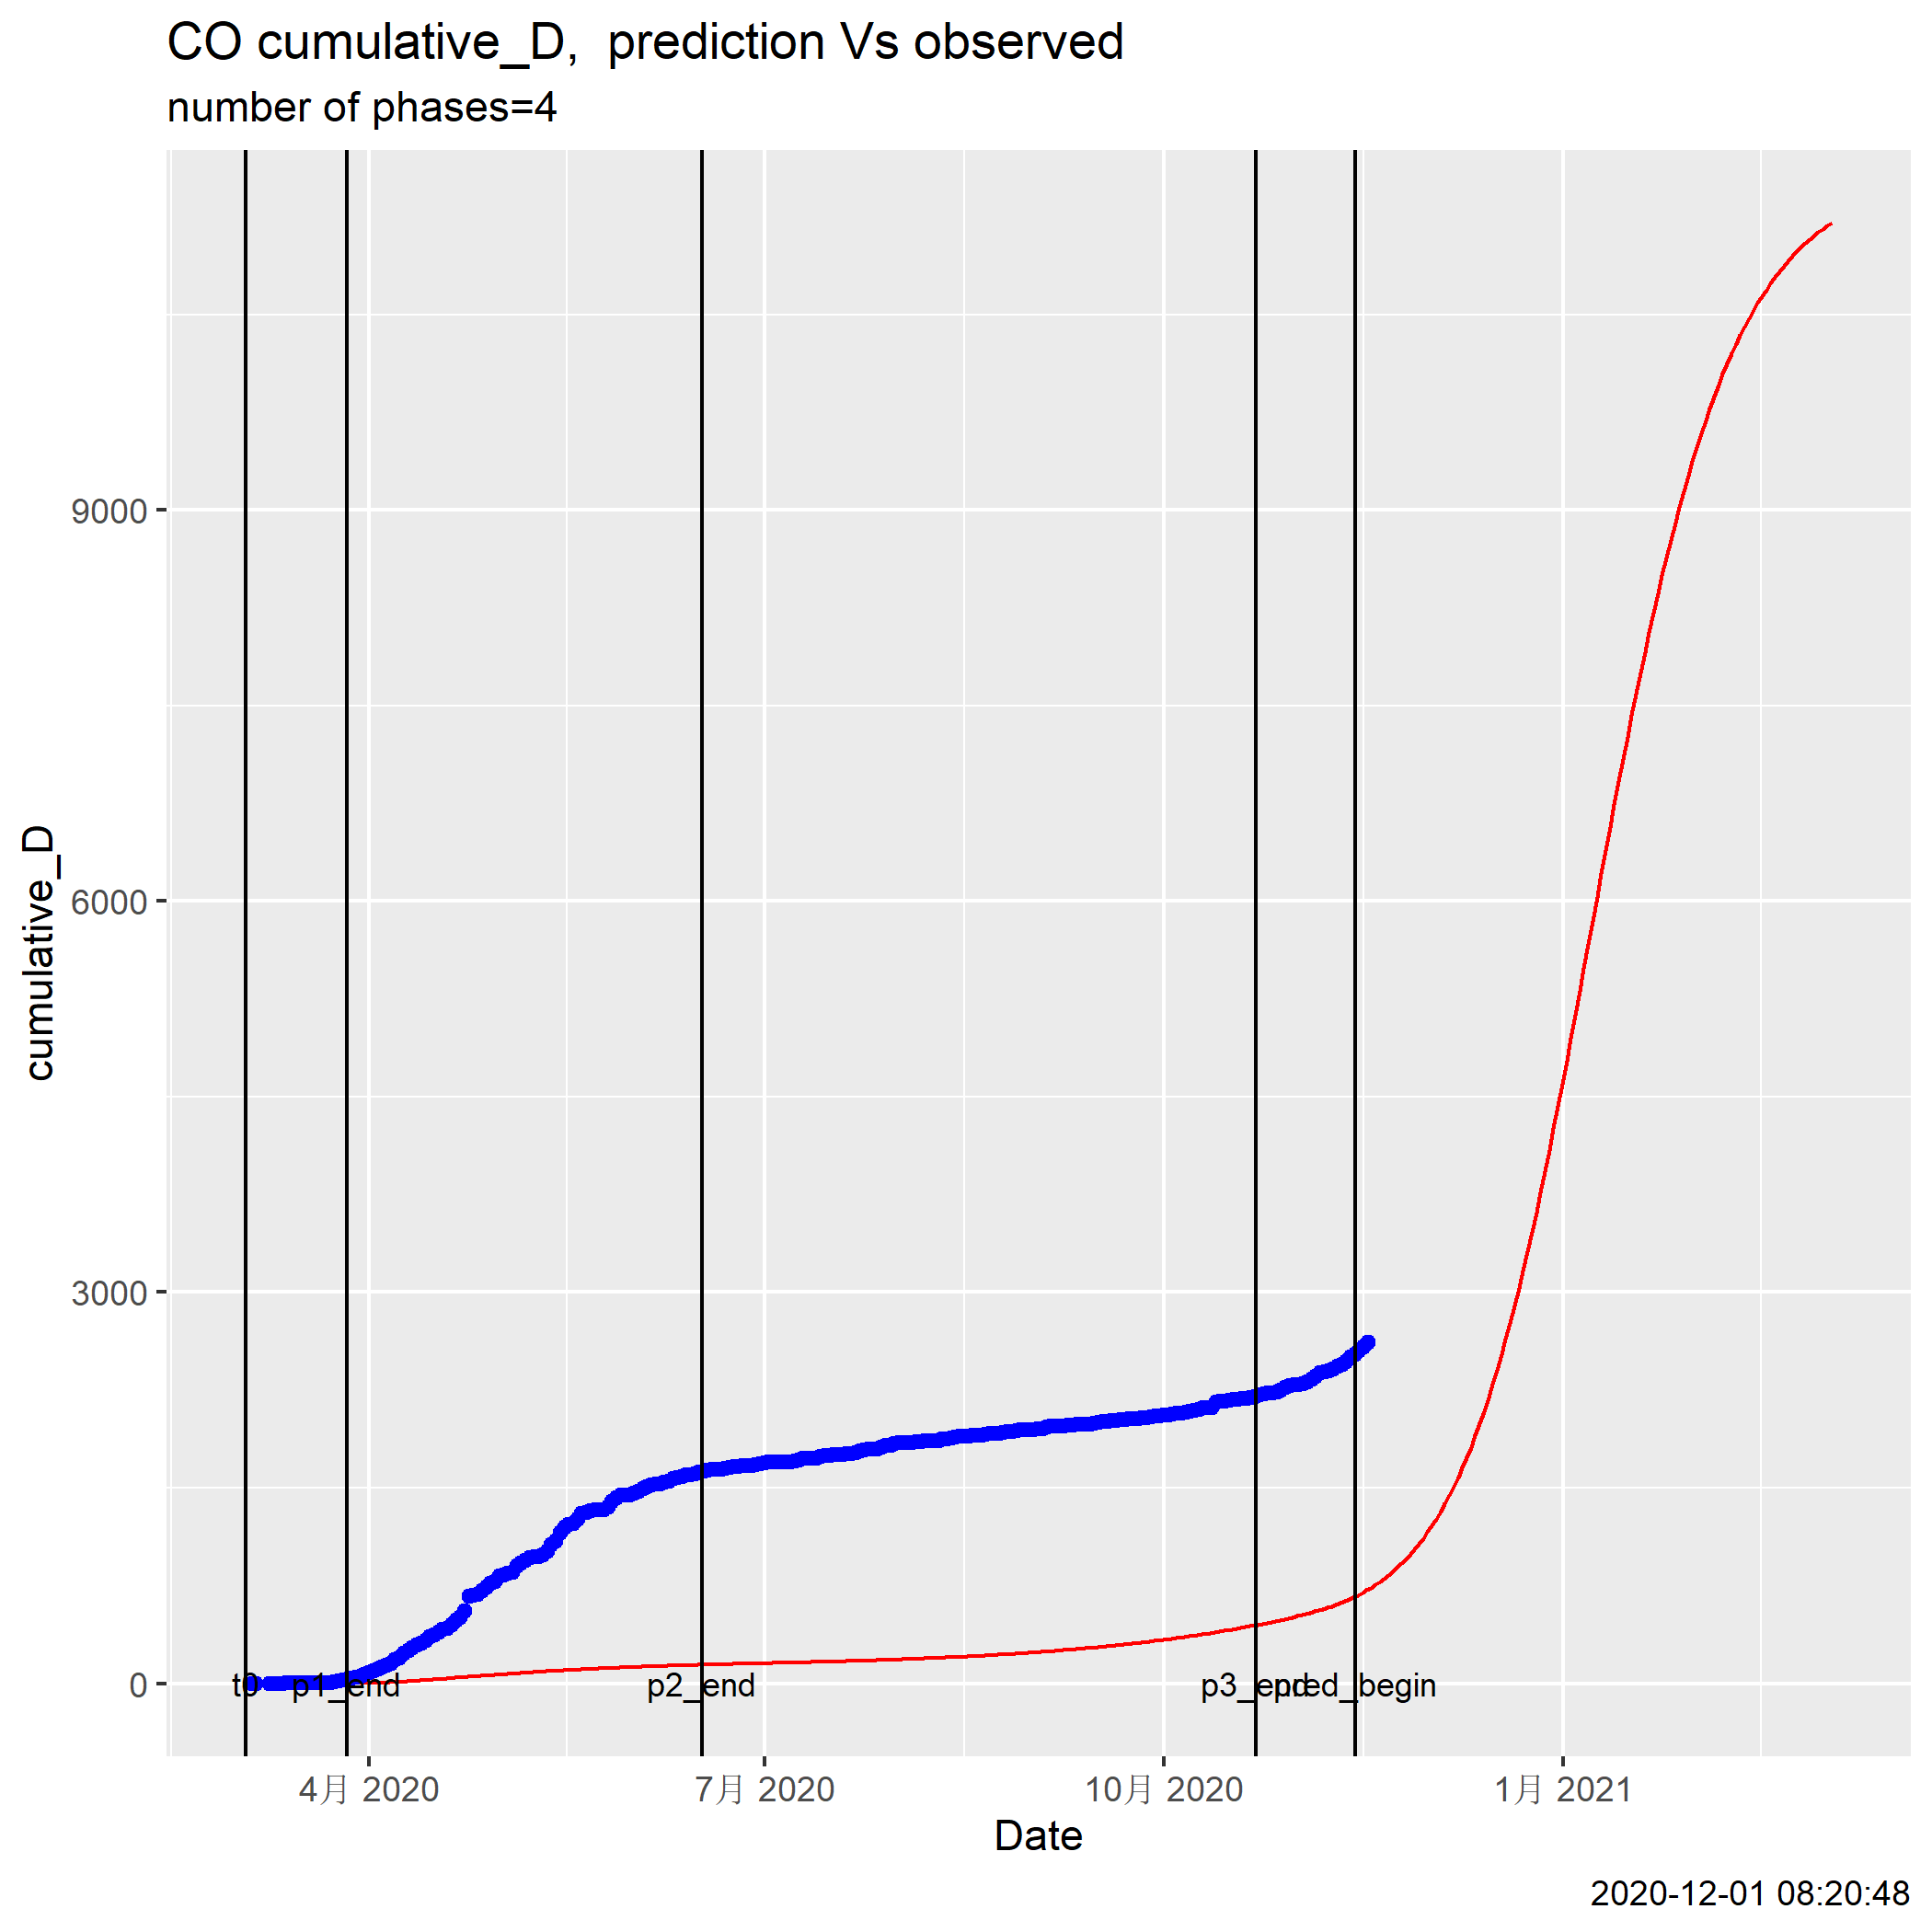 CO cumulative_D,  prediction Vs observed
number of phases=4
cumulative_D
9000
6000
3000
0
t0
p1_end
p2_end
p3_end
pred_begin
4月 2020
7月 2020
10月 2020
1月 2021
Date
2020-12-01 08:20:48